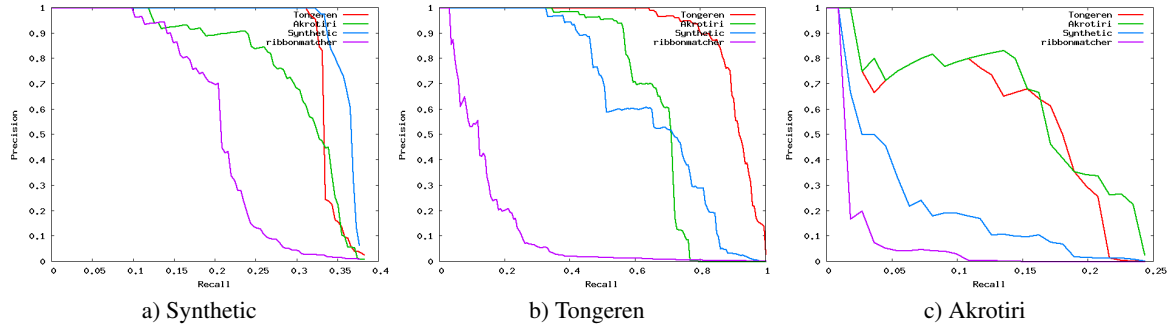 1
0.9
0.8
0.7
0.6
0.5
0.4
0.3
0.2
0.1
0
Precision
0 0.05 0.1 0.15 0.2 0.25 0.3 0.35 0.4
Recall
Tongeren
Akrotiri
Synthetic
ribbonmatcher
a) Synthetic
1
0.9
0.8
0.7
0.6
0.5
0.4
0.3
0.2
0.1
0
Precision
0 0.2 0.4 0.6 0.8 1
Recall
Tongeren
Akrotiri
Synthetic
ribbonmatcher
b) Tongeren
1
0.9
0.8
0.7
0.6
0.5
0.4
0.3
0.2
0.1
0
Precision
0 0.05 0.1 0.15 0.2 0.25
Recall
Tongeren
Akrotiri
Synthetic
ribbonmatcher
c) Akrotiri